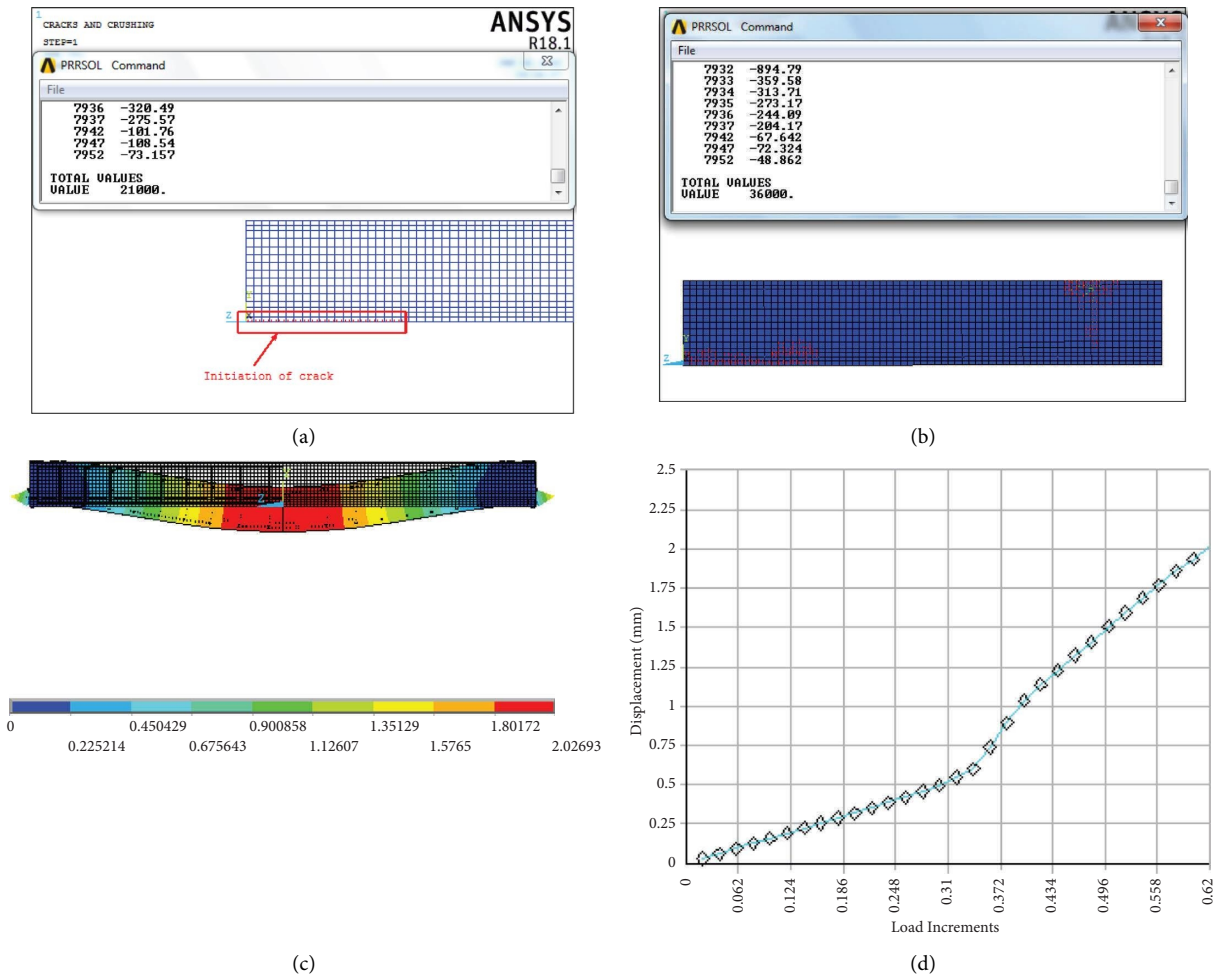 1
CRACKS AND CRUSHING
STEP=1
ANSYS
R18.1
PRRSOL Command
File
7936 -320.49
7937 -275.57
7942 -101.76
7947 -108.54
7952 -73.157
TOTAL VALUES
VALUE 21000.
Y
Z X
Initiation of crack
(a)
PRRSOL Command
File
7932 -894.79
7933 -359.58
7934 -313.71
7935 -273.17
7936 -244.09
7937 -204.17
7942 -67.642
7947 -72.324
7952 -48.862
TOTAL VALUES
VALUE 36000.
Y
Z
(b)
Z
0 0.450429 0.900858 1.35129 1.80172
0.225214 0.675643 1.12607 1.5765 2.02693
(c)
2.5
2.25
2
1.75
1.5
1.25
1
0.75
0.5
0.25
0
Displacement (mm)
0 0.062 0.124 0.186 0.248 0.31 0.372 0.434 0.496 0.558 0.62
Load Increments
(d)